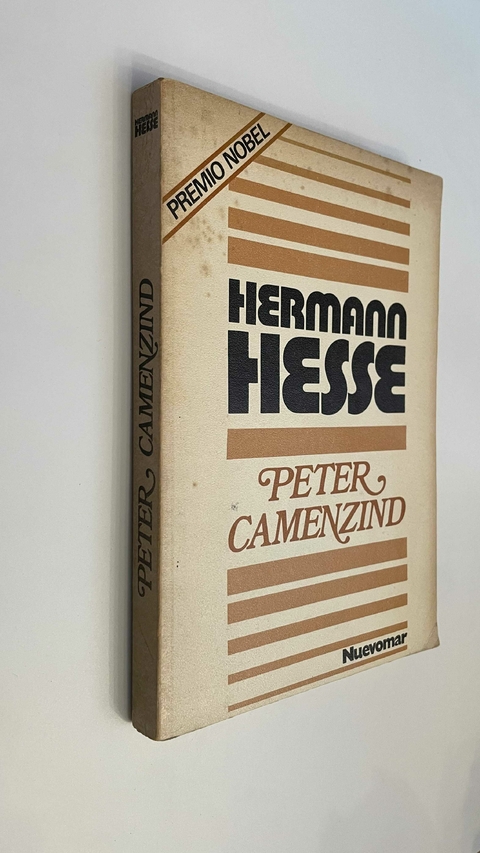 HERMANN
HESSE
PETER CAMENZIND
PREMIO NOBEL
HERMANN
HESSE
PETER
CAMENZIND
Nuevomar